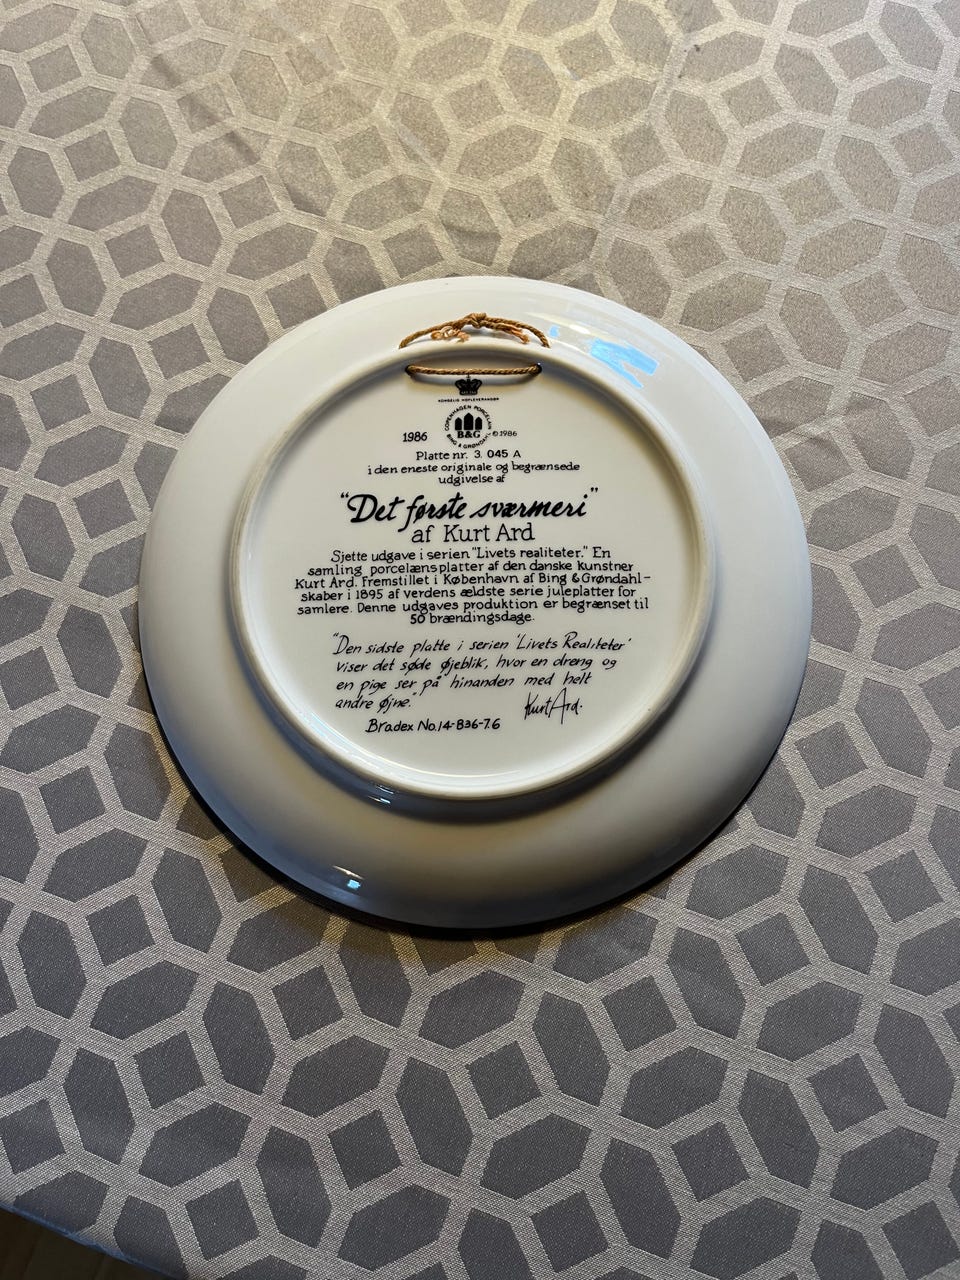 KONGELIG HOFLEVERANDØR
COPENHAGEN PORCELAIN
B&G
BING & GRØNDAHL
1986
© 1986
Platte nr. 3 045 A
i den eneste originale og begrænsede
udgivelse af
"Det første sværmeri"
af Kurt Ard
Sjette udgave i serien "Livets realiteter." En
samling porcelænsplatter af den danske kunstner
Kurt Ard. Fremstillet i København af Bing & Grøndahl-
skaber i 1895 af verdens ældste serie juleplatter for
samlere. Denne udgaves produktion er begrænset til
50 brændingsdage.
"Den sidste platte i serien 'Livets Realiteter'
viser det søde øjeblik, hvor en dreng og
en pige ser på hinanden med helt
andre øjne."
Kurt Ard.
Bradex No.14-B36-7.6